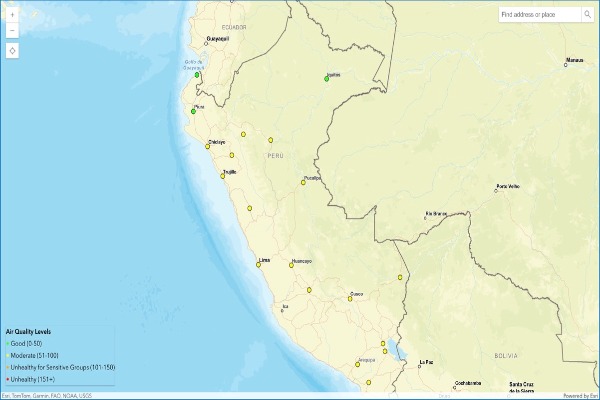 +
Find address or place
ECUADOR
Guayaquil
−
Golfo de
Guayaquil
Manaus
Iquitos
Piura
Chiclayo
PERU
Trujillo
Pucallpa
Porto Velho
Rio Branco
Lima
Huancayo
Cusco
Ica
Air Quality Levels
Good (0-50)
Moderate (51-100)
Unhealthy for Sensitive Groups (101-150)
Unhealthy (151+)
Arequipa
La Paz
BOLIVIA
Cochabamba
Santa Cruz
de la Sierra
Esri, TomTom, Garmin, FAO, NOAA, USGS
Powered by Esri